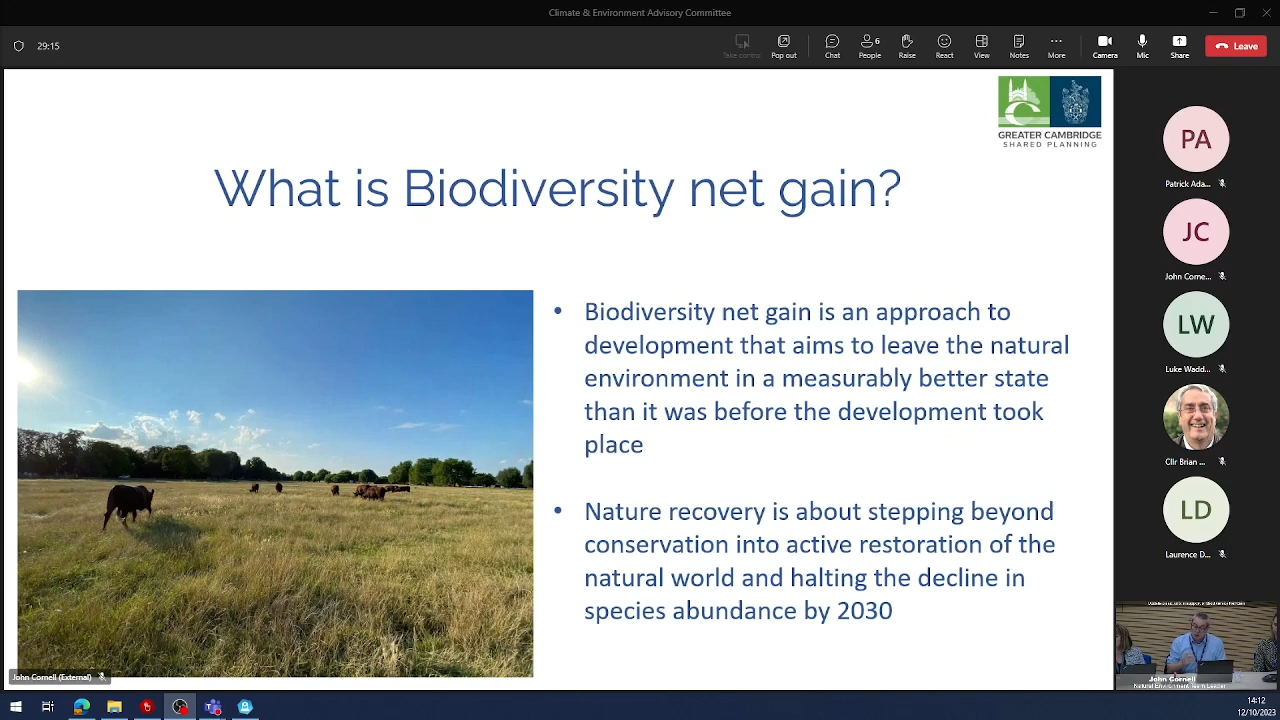 Climate & Environment Advisory Committee
29:15
Take control
Pop out
Chat
People
6
Raise
React
View
Notes
More
Camera
Mic
Share
Leave
GREATER CAMBRIDGE
SHARED PLANNING
What is Biodiversity net gain?
• Biodiversity net gain is an approach to
development that aims to leave the natural
environment in a measurably better state
than it was before the development took
place
• Nature recovery is about stepping beyond
conservation into active restoration of the
natural world and halting the decline in
species abundance by 2030
John Cornell (External)
PA
Patrick Ada...
JC
John Corne...
LW
Luke Wadd...
Cllr Brian ...
LD
Laurence D...
John Cornell
Natural Environment Team Leader
14:12
12/10/2023